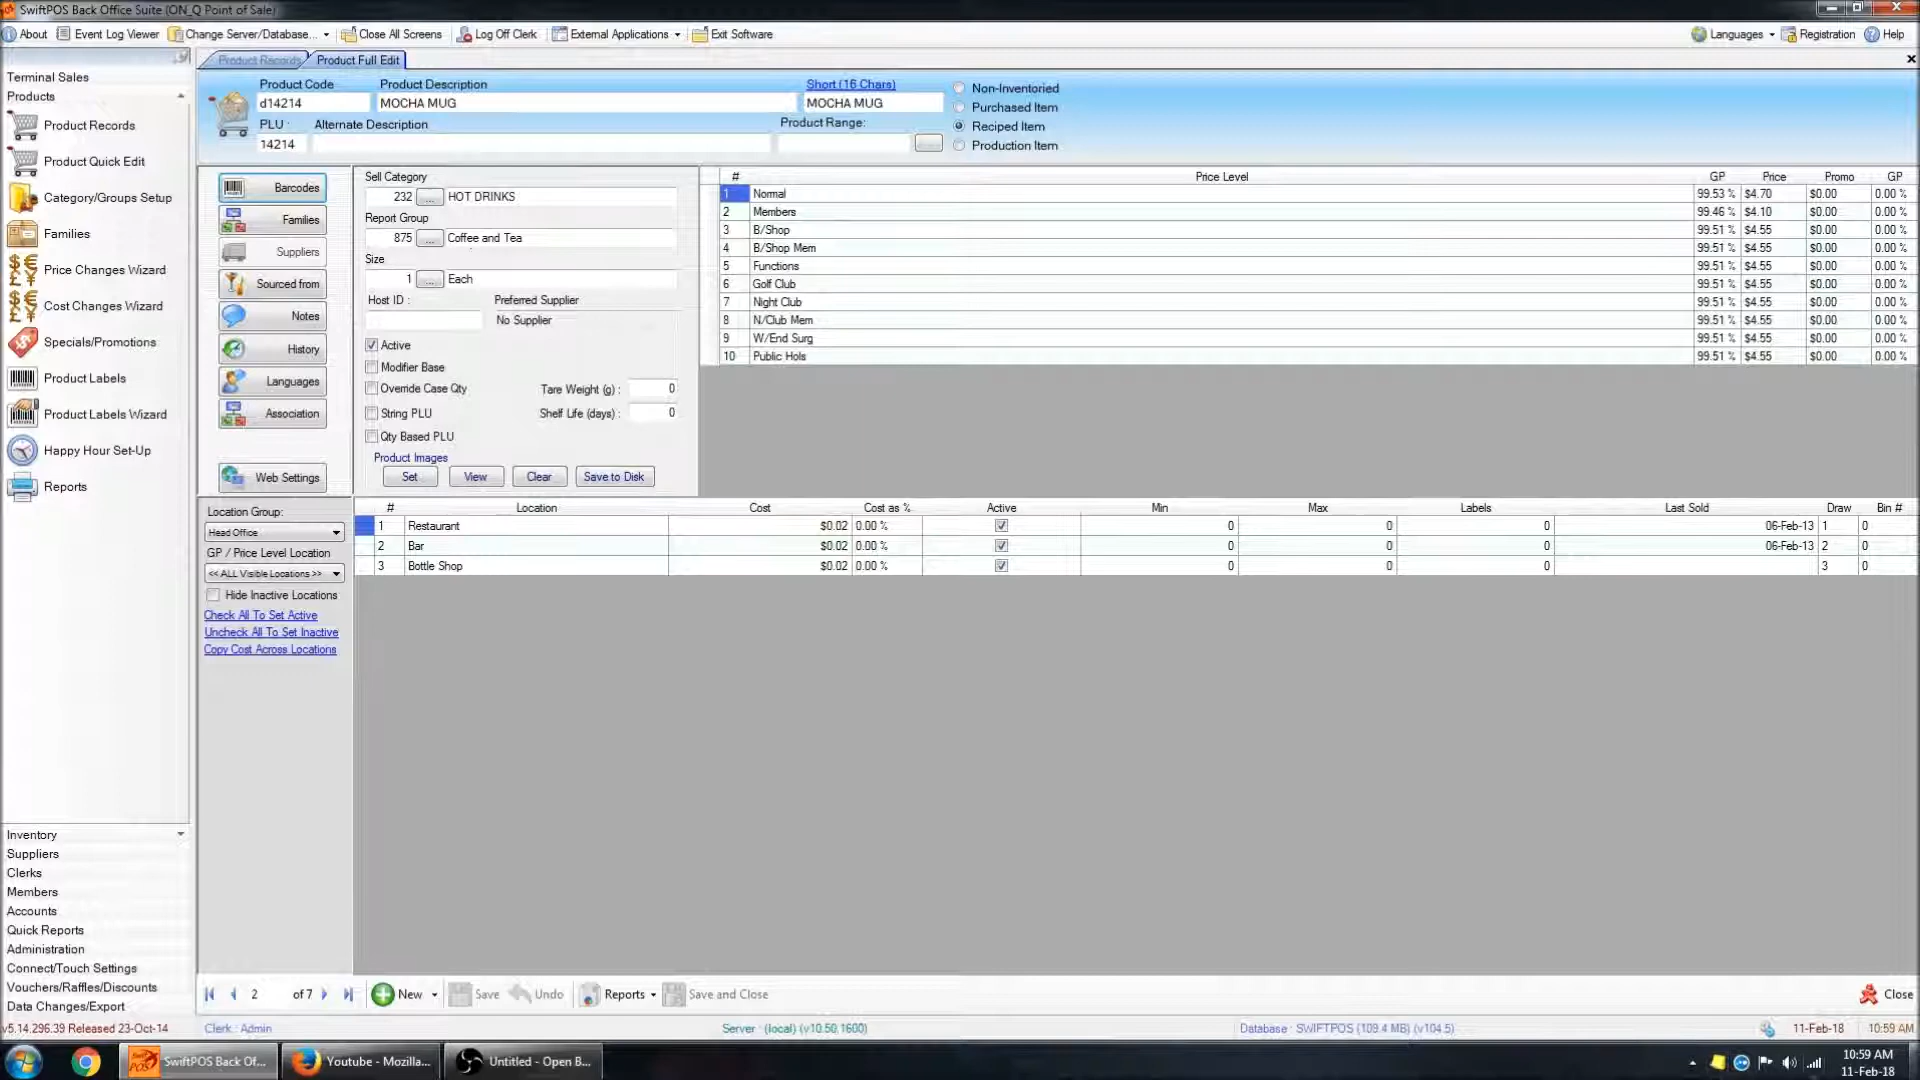 SwiftPOS Back Office Suite (ON_Q Point of Sale)
About Event Log Viewer Change Server/Database... Close All Screens Log Off Clerk External Applications Exit Software Languages Registration Help
Product Records Product Full Edit
Terminal Sales
Products
Product Records
Product Quick Edit
Category/Groups Setup
Families
Price Changes Wizard
Cost Changes Wizard
Specials/Promotions
Product Labels
Product Labels Wizard
Happy Hour Set-Up
Reports
Inventory
Suppliers
Clerks
Members
Accounts
Quick Reports
Administration
Connect/Touch Settings
Vouchers/Raffles/Discounts
Data Changes/Export
Product Code Product Description Short (16 Chars)
d14214 MOCHA MUG MOCHA MUG
PLU : Alternate Description Product Range:
14214
Non-Inventoried
Purchased Item
Reciped Item
Production Item
Barcodes
Families
Suppliers
Sourced from
Notes
History
Languages
Association
Web Settings
Sell Category
232 ... HOT DRINKS
Report Group
875 ... Coffee and Tea
Size
1 ... Each
Host ID : Preferred Supplier
No Supplier
Active
Modifier Base
Override Case Qty Tare Weight (g) : 0
String PLU Shelf Life (days) : 0
Qty Based PLU
Product Images
Set View Clear Save to Disk
# Price Level GP Price Promo GP
1 Normal 99.53 % $4.70 $0.00 0.00 %
2 Members 99.46 % $4.10 $0.00 0.00 %
3 B/Shop 99.51 % $4.55 $0.00 0.00 %
4 B/Shop Mem 99.51 % $4.55 $0.00 0.00 %
5 Functions 99.51 % $4.55 $0.00 0.00 %
6 Golf Club 99.51 % $4.55 $0.00 0.00 %
7 Night Club 99.51 % $4.55 $0.00 0.00 %
8 N/Club Mem 99.51 % $4.55 $0.00 0.00 %
9 W/End Surg 99.51 % $4.55 $0.00 0.00 %
10 Public Hols 99.51 % $4.55 $0.00 0.00 %
Location Group:
Head Office
GP / Price Level Location
<< ALL Visible Locations >>
Hide Inactive Locations
Check All To Set Active
Uncheck All To Set Inactive
Copy Cost Across Locations
# Location Cost Cost as % Active Min Max Labels Last Sold Draw Bin #
1 Restaurant $0.02 0.00 % 0 0 0 06-Feb-13 1 0
2 Bar $0.02 0.00 % 0 0 0 06-Feb-13 2 0
3 Bottle Shop $0.02 0.00 % 0 0 0 3 0
2 of 7 New Save Undo Reports Save and Close Close
v5.14.296.39 Released 23-Oct-14 Clerk : Admin Server : (local) (v10.50.1600) Database : SWIFTPOS (109.4 MB) (v104.5) 11-Feb-18 10:59 AM
SwiftPOS Back Of... Youtube - Mozilla... Untitled - Open B... 10:59 AM
11-Feb-18